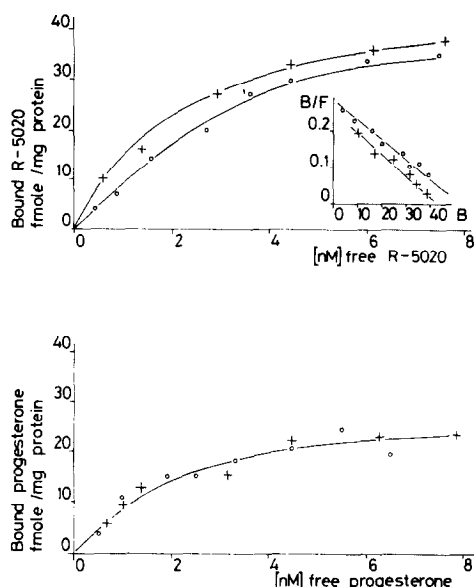 Bound R-5020
fmole /mg protein
40
30
20
10
0
0 2 4 6 8
[nM] free R-5020
B/F
0.2
0.1
0
0 10 20 30 40 B
Bound progesterone
fmole /mg protein
40
30
20
10
0
0 2 4 6 8
[nM] free progesterone